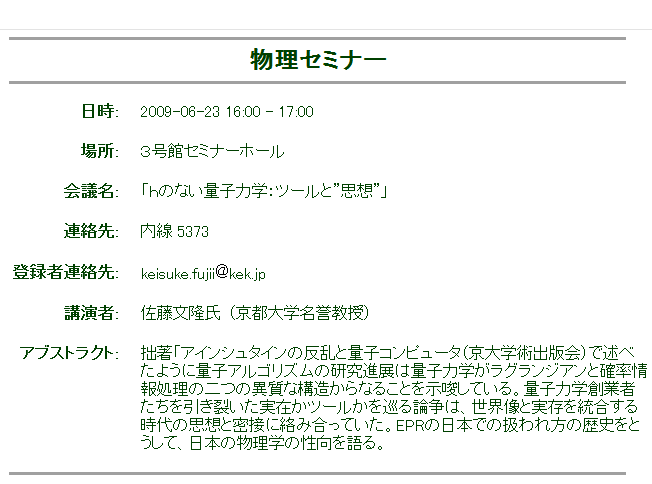 物理セミナー
日時: 2009-06-23 16:00 - 17:00
場所: 3号館セミナーホール
会議名: 「hのない量子力学:ツールと"思想"」
連絡先: 内線 5373
登録者連絡先: keisuke.fujii@kek.jp
講演者: 佐藤文隆氏 (京都大学名誉教授)
アブストラクト: 拙著「アインシュタインの反乱と量子コンピュータ(京大学術出版会)で述べ
たように量子アルゴリズムの研究進展は量子力学がラグランジアンと確率情
報処理の二つの異質な構造からなることを示唆している。量子力学創業者
たちを引き裂いた実在かツールかを巡る論争は、世界像と実存を統合する
時代の思想と密接に絡み合っていた。EPRの日本での扱われ方の歴史をと
うして、日本の物理学の性向を語る。